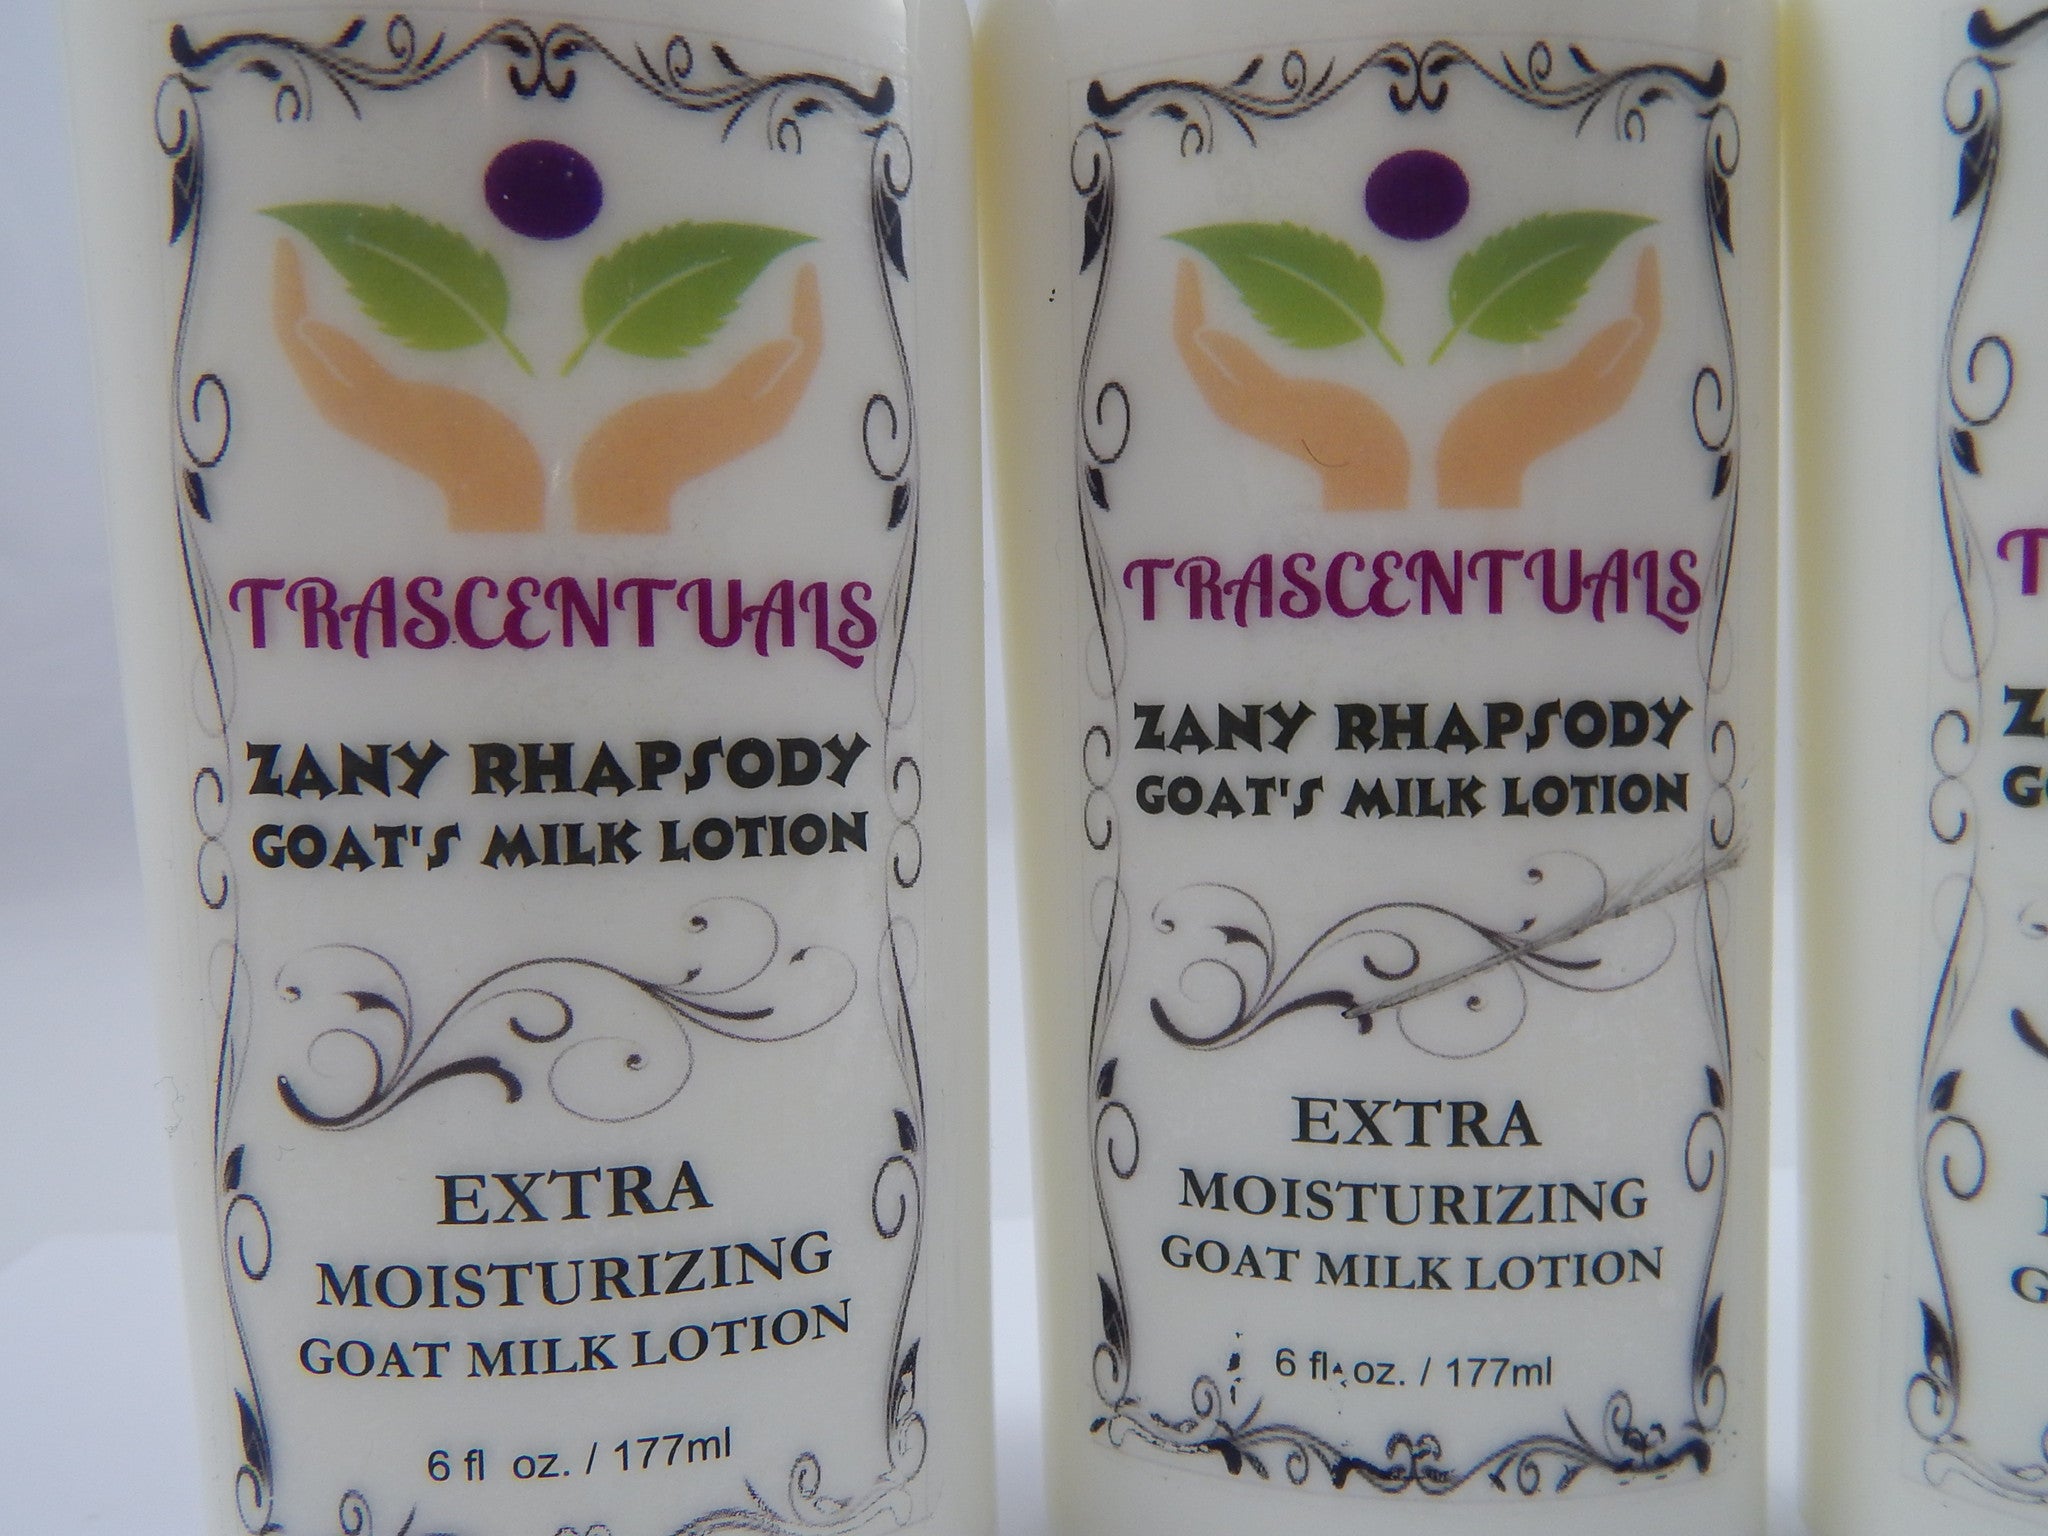 TRASCENTUALS
ZANY RHAPSODY
GOAT'S MILK LOTION
EXTRA
MOISTURIZING
GOAT MILK LOTION
6 fl oz. / 177ml
TRASCENTUALS
ZANY RHAPSODY
GOAT'S MILK LOTION
EXTRA
MOISTURIZING
GOAT MILK LOTION
6 fl oz. / 177ml
T
Z
G
G